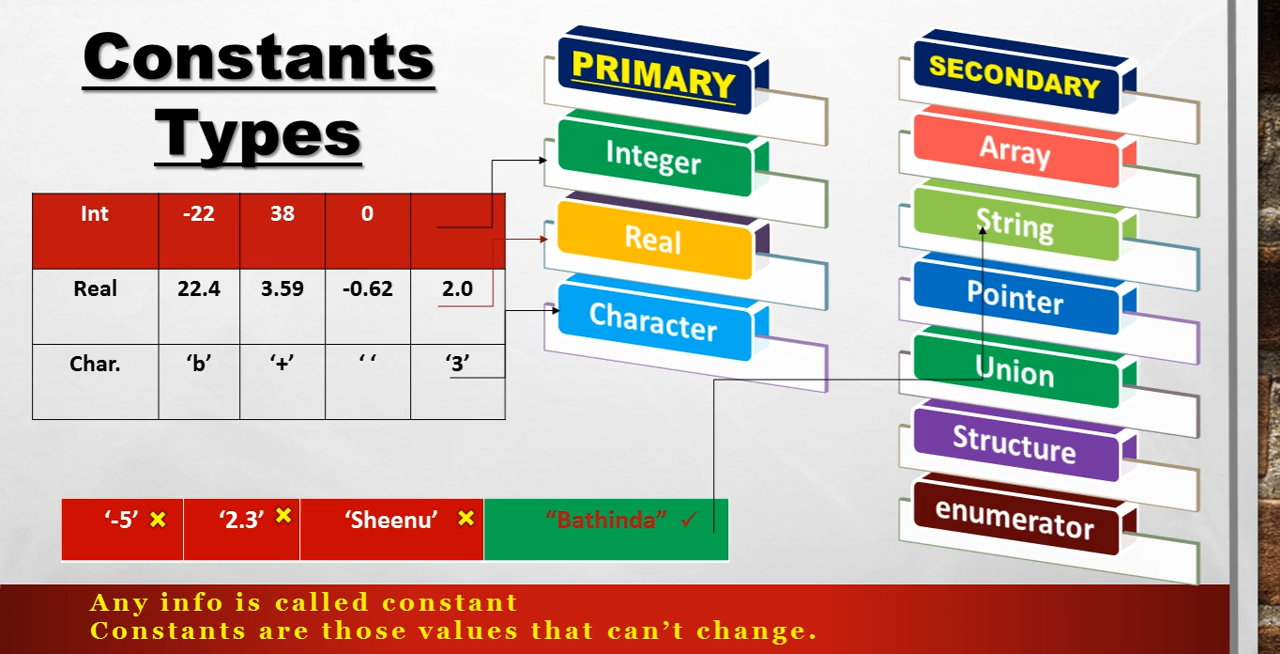 Constants
Types
Int -22 38 0
Real 22.4 3.59 -0.62 2.0
Char. ‘b’ ‘+’ ‘ ‘ ‘3’
PRIMARY
Integer
Real
Character
SECONDARY
Array
String
Pointer
Union
Structure
enumerator
‘-5’ ‘2.3’ ‘Sheenu’ “Bathinda” ✓
Any info is called constant
Constants are those values that can’t change.